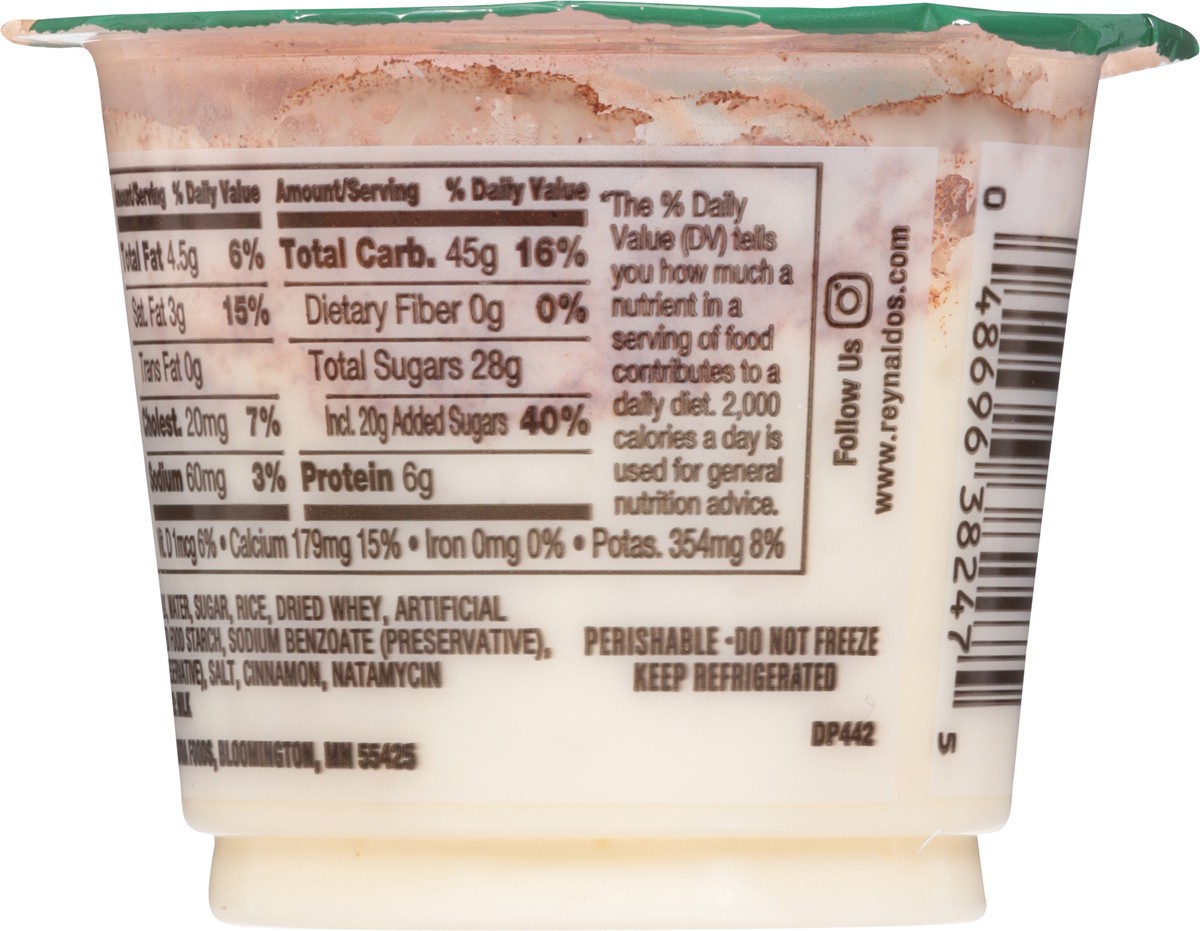 % Daily Value
Amount/Serving % Daily Value
Total Fat 4.5g 6%
Total Carb. 45g 16%
Sat. Fat 3g 15%
Dietary Fiber 0g 0%
Trans Fat 0g
Total Sugars 28g
Cholest. 20mg 7%
Incl. 20g Added Sugars 40%
Sodium 60mg 3%
Protein 6g
*The % Daily
Value (DV) tells
you how much a
nutrient in a
serving of food
contributes to a
daily diet. 2,000
calories a day is
used for general
nutrition advice.
D 1mcg 6% • Calcium 179mg 15% • Iron 0mg 0% • Potas. 354mg 8%
WATER, SUGAR, RICE, DRIED WHEY, ARTIFICIAL
FOOD STARCH, SODIUM BENZOATE (PRESERVATIVE),
SALT, CINNAMON, NATAMYCIN
FOODS, BLOOMINGTON, MN 55425
PERISHABLE • DO NOT FREEZE
KEEP REFRIGERATED
DP442
Follow Us
www.reynaldos.com
0 48696 38247 5